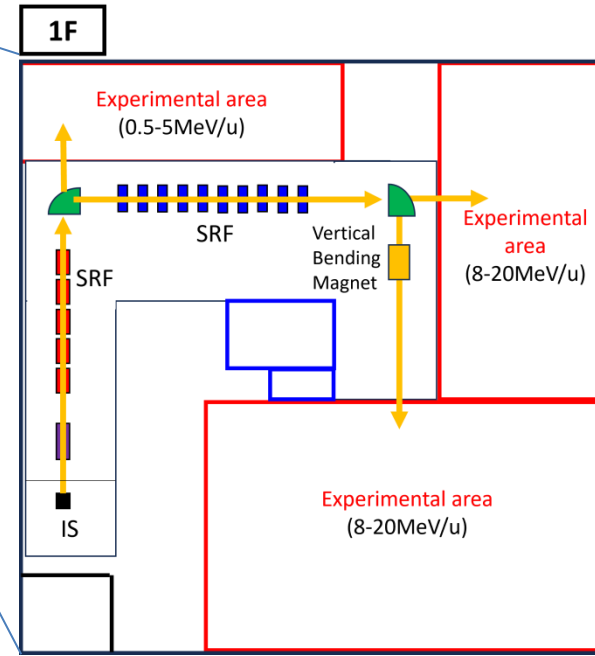 1F
Experimental area
(0.5-5MeV/u)
SRF
Vertical
Bending
Magnet
Experimental
area
(8-20MeV/u)
SRF
Experimental area
(8-20MeV/u)
IS